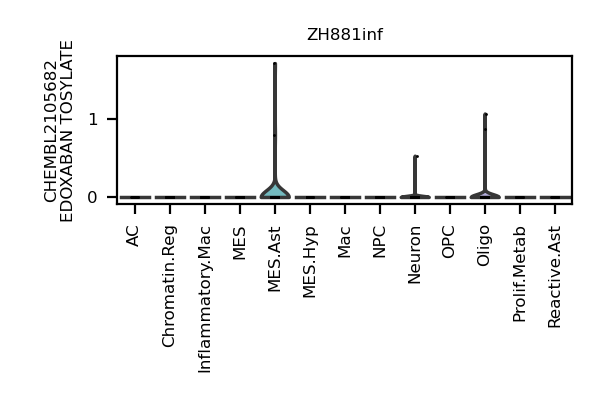 ZH881inf
CHEMBL2105682
EDOXABAN TOSYLATE
1
0
AC
Chromatin.Reg
Inflammatory.Mac
MES
MES.Ast
MES.Hyp
Mac
NPC
Neuron
OPC
Oligo
Prolif.Metab
Reactive.Ast